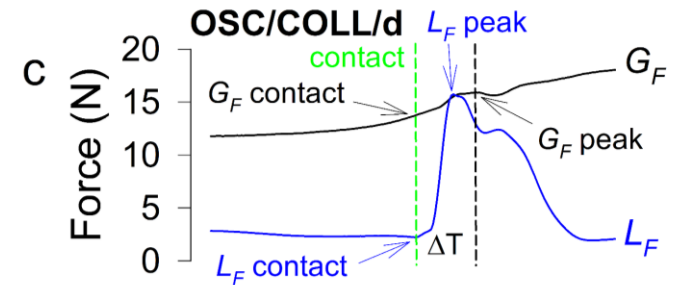 OSC/COLL/d
L_F peak
contact
C
Force (N)
20
15
10
5
0
G_F contact
G_F
G_F peak
L_F contact
ΔT
L_F